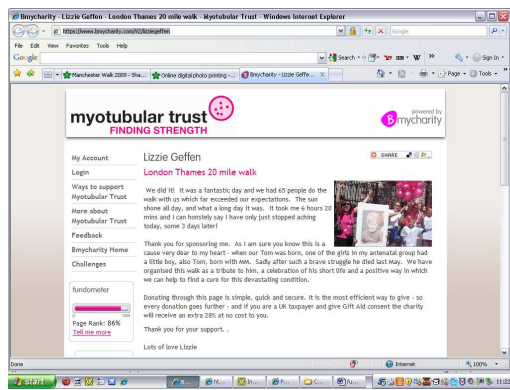 Bmycharity - Lizzie Geffen - London Thames 20 mile walk - Myotubular Trust - Windows Internet Explorer
https://www.bmycharity.com/V2/lizzegeffen
Google
File Edit View Favorites Tools Help
Google Search Sign In
Manchester Walk 2009 - Sha... Online digital photo printing -... Bmycharity - Lizzie Geffe... Page Tools
myotubular trust
FINDING STRENGTH
powered by
Bmycharity
My Account
Login
Ways to support
Myotubular Trust
More about
Myotubular Trust
Feedback
Bmycharity Home
Challenges
fundometer
Page Rank: 86%
Tell me more
Lizzie Geffen
SHARE
London Thames 20 mile walk
We did it! It was a fantastic day and we had 65 people do the
walk with us which far exceeded our expectations. The sun
shone all day, and what a long day it was. It took me 6 hours 20
mins and I can honstely say I have only just stopped aching
today, some 3 days later!
Thank you for sponsoring me. As I am sure you know this is a
cause very dear to my heart - when our Tom was born, one of the girls in my antenatal group had
a little boy, also Tom, born with MM. Sadly after such a brave struggle he died last May. We have
organised this walk as a tribute to him, a celebration of his short life and a positive way in which
we can help to find a cure for this devastating condition.
Donating through this page is simple, quick and secure. It is the most efficient way to give - so
every donation goes further - and if you are a UK taxpayer and give Gift Aid consent the charity
will receive an extra 28% at no cost to you.
Thank you for your support. .
Lots of love Lizzie
Done Internet 100%
start 11:02